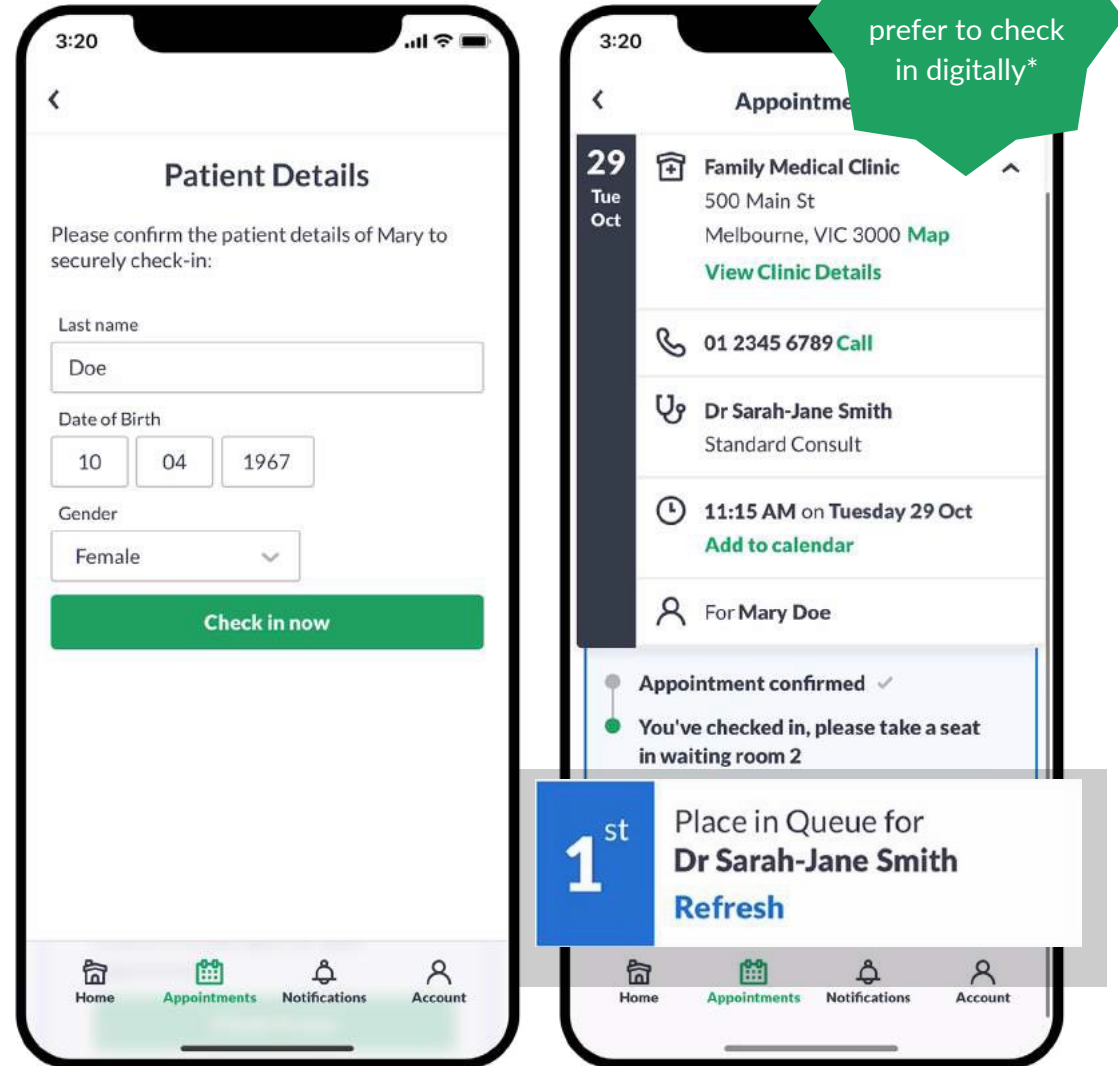 3:20
Patient Details
Please confirm the patient details of Mary to
securely check-in:
Last name
Doe
Date of Birth
10 04 1967
Gender
Female
Check in now
Home Appointments Notifications Account
prefer to check
in digitally*
3:20
Appointme
29
Tue
Oct
Family Medical Clinic
500 Main St
Melbourne, VIC 3000 Map
View Clinic Details
01 2345 6789 Call
Dr Sarah-Jane Smith
Standard Consult
11:15 AM on Tuesday 29 Oct
Add to calendar
For Mary Doe
Appointment confirmed
You've checked in, please take a seat
in waiting room 2
1st
Place in Queue for
Dr Sarah-Jane Smith
Refresh
Home Appointments Notifications Account